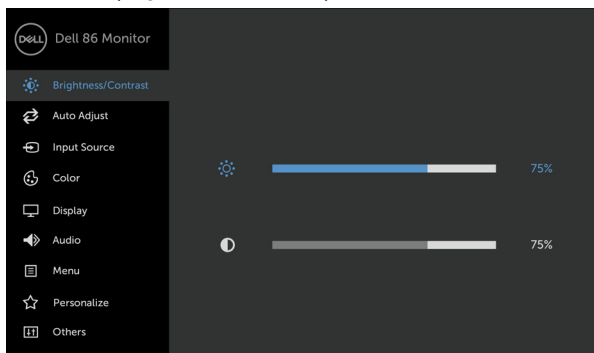 DELL Dell 86 Monitor
Brightness/Contrast
Auto Adjust
Input Source
Color
75%
Display
Audio
75%
Menu
Personalize
Others